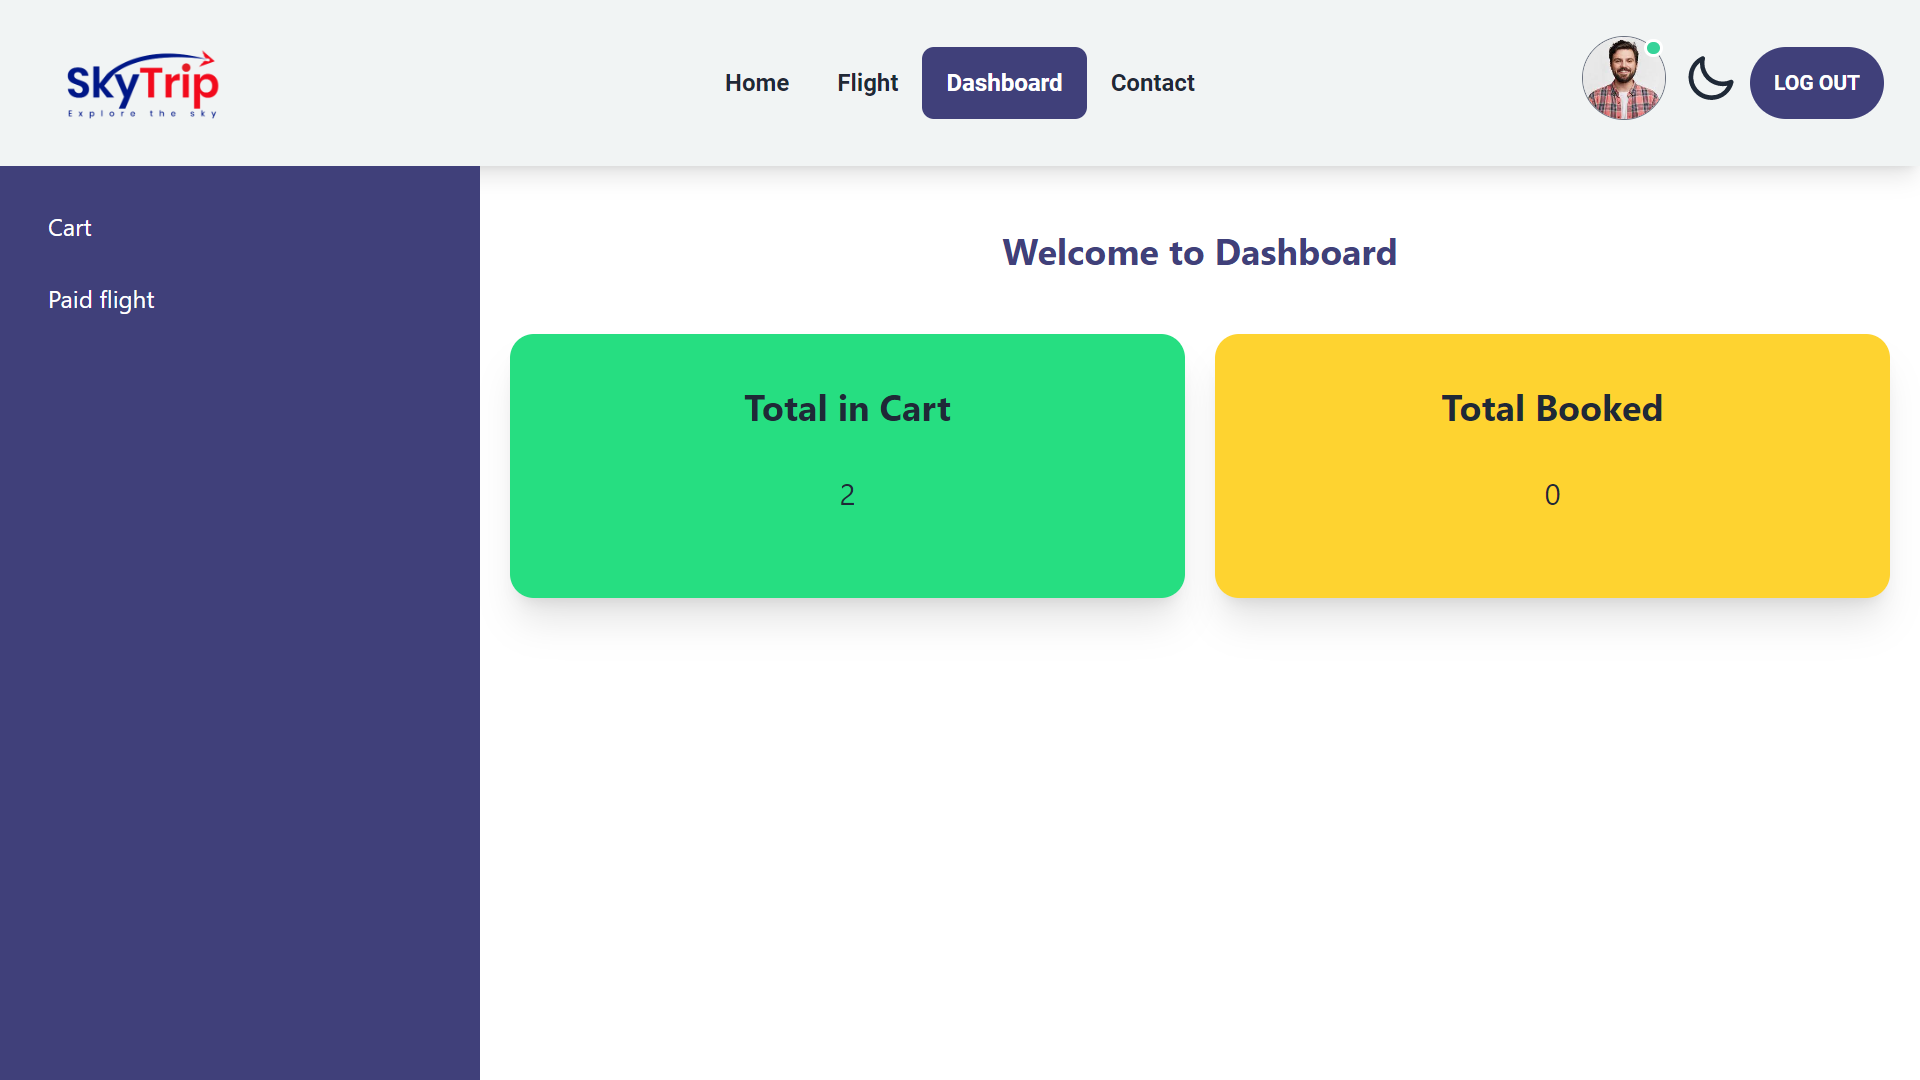 SkyTrip
Explore the sky
Home
Flight
Dashboard
Contact
LOG OUT
Cart
Paid flight
Welcome to Dashboard
Total in Cart
2
Total Booked
0